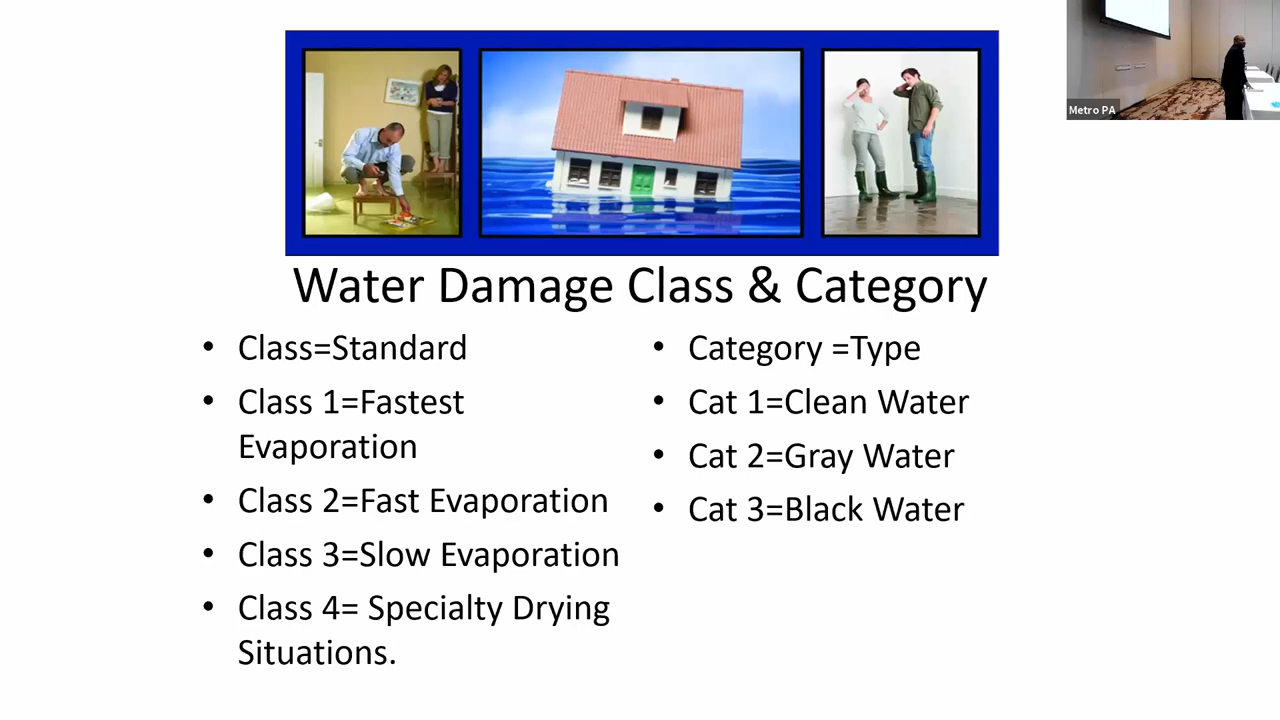 Metro PA
Water Damage Class & Category
• Class=Standard
• Class 1=Fastest
Evaporation
• Class 2=Fast Evaporation
• Class 3=Slow Evaporation
• Class 4= Specialty Drying
Situations.
• Category =Type
• Cat 1=Clean Water
• Cat 2=Gray Water
• Cat 3=Black Water